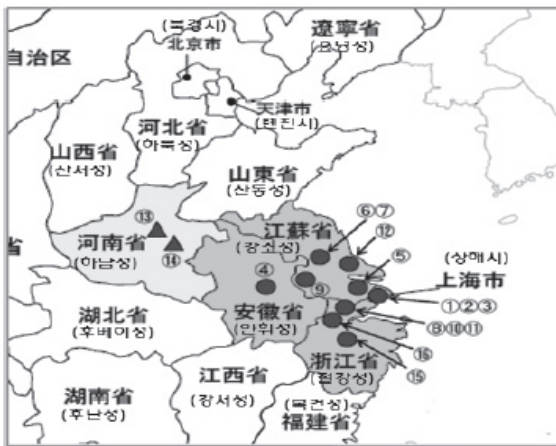 (북경시)
北京市
遼寧省
(요녕성)
自治区
天津市
(톈진시)
河北省
(하북성)
山西省
(산서성)
山東省
(산동성)
⑬
⑥⑦
⑫
江蘇省
(강소성)
河南省
(하남성)
⑭
④
⑨
⑤
(상해시)
上海市
省
①②③
安徽省
(안휘성)
⑧⑩⑪
湖北省
(후베이성)
⑯
⑮
浙江省
(절강성)
江西省
(강서성)
湖南省
(후난성)
(복건성)
福建省